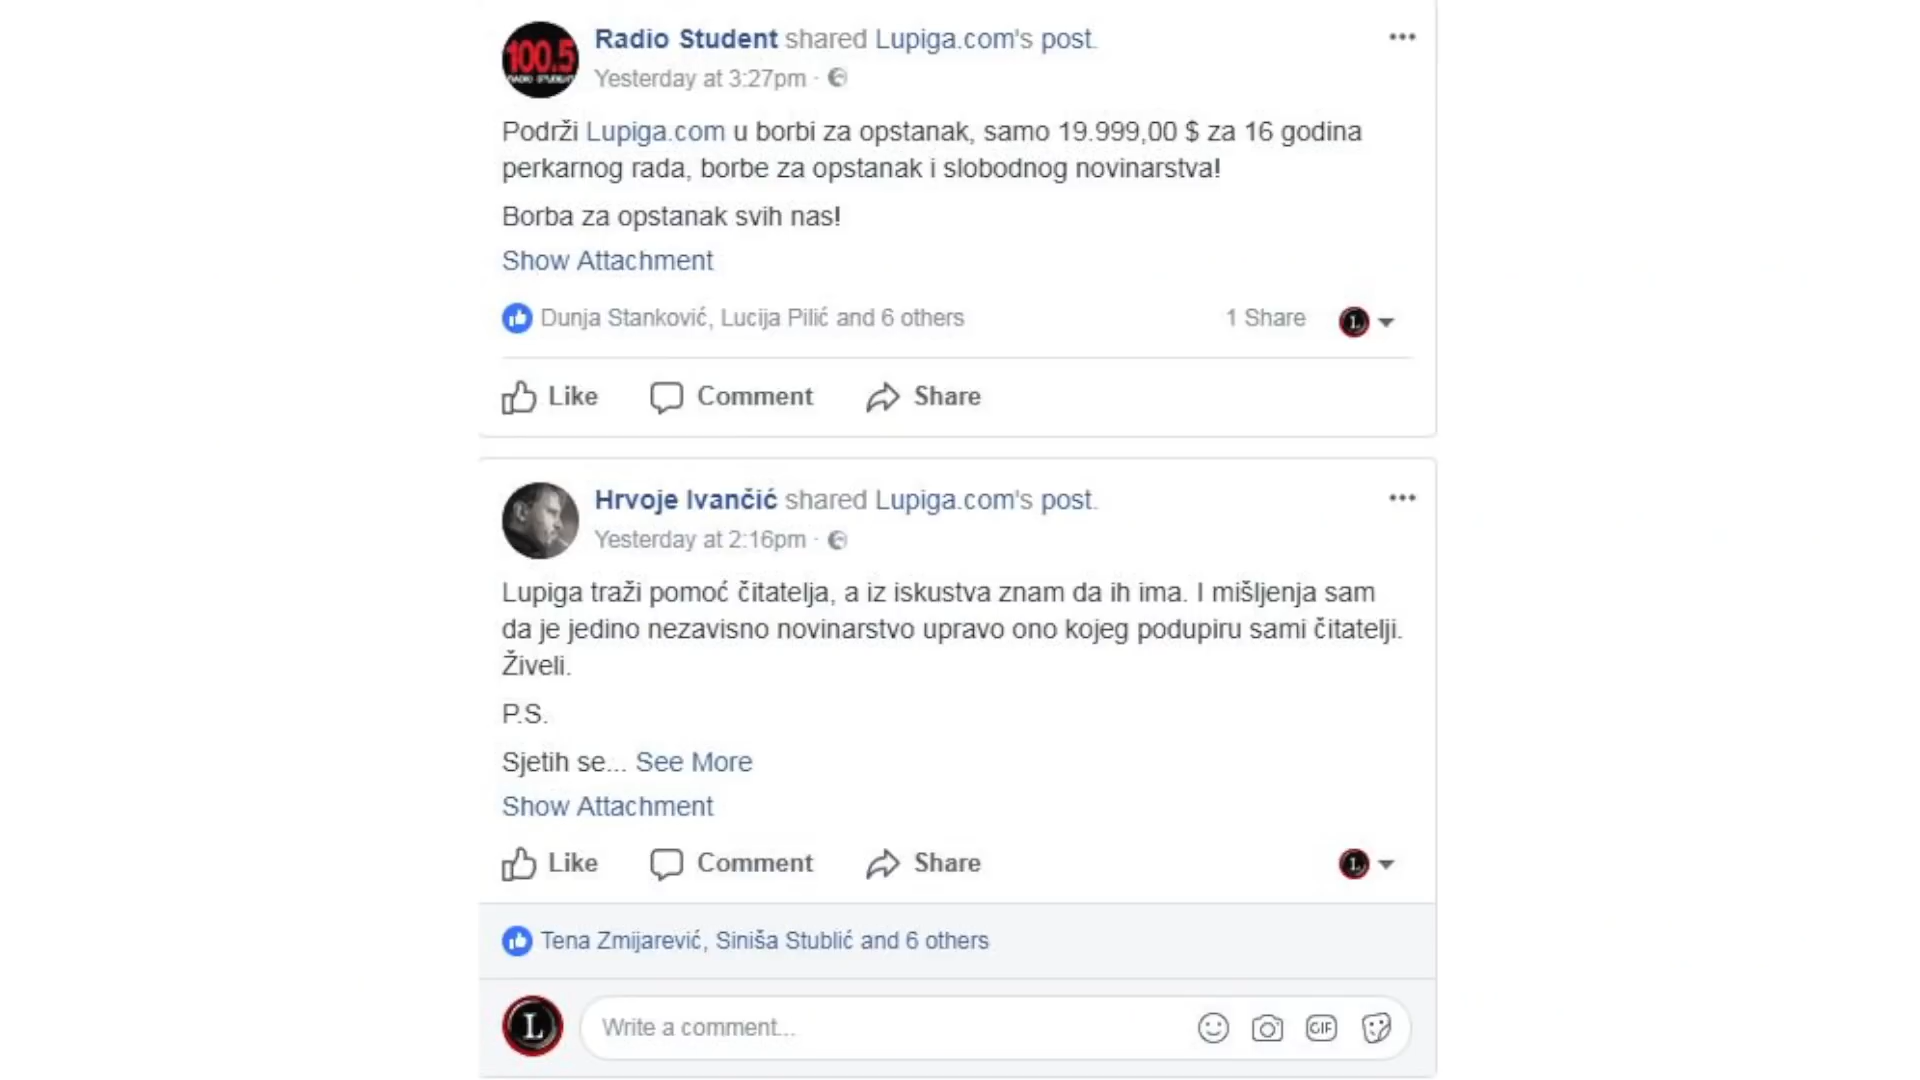 100.5
RADIO STUDENT
Radio Student shared Lupiga.com's post.
Yesterday at 3:27pm ·
Podrži Lupiga.com u borbi za opstanak, samo 19.999,00 $ za 16 godina
perkarnog rada, borbe za opstanak i slobodnog novinarstva!
Borba za opstanak svih nas!
Show Attachment
Dunja Stanković, Lucija Pilić and 6 others
1 Share
L
Like
Comment
Share
Hrvoje Ivančić shared Lupiga.com's post.
Yesterday at 2:16pm ·
Lupiga traži pomoć čitatelja, a iz iskustva znam da ih ima. I mišljenja sam
da je jedino nezavisno novinarstvo upravo ono kojeg podupiru sami čitatelji.
Živeli.
P.S.
Sjetih se... See More
Show Attachment
Like
Comment
Share
L
Tena Zmijarević, Siniša Stublić and 6 others
L
Write a comment...
GIF